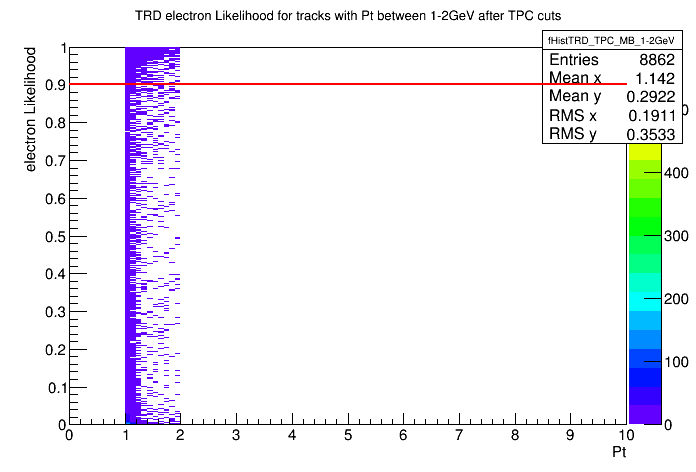 TRD electron Likelihood for tracks with Pt between 1-2GeV after TPC cuts
fHistTRD_TPC_MB_1-2GeV
Entries 8862
Mean x 1.142
Mean y 0.2922
RMS x 0.1911
RMS y 0.3533
electron Likelihood
1
0.9
0.8
0.7
0.6
0.5
0.4
0.3
0.2
0.1
0
0 1 2 3 4 5 6 7 8 9 10
Pt
400
300
200
100
0